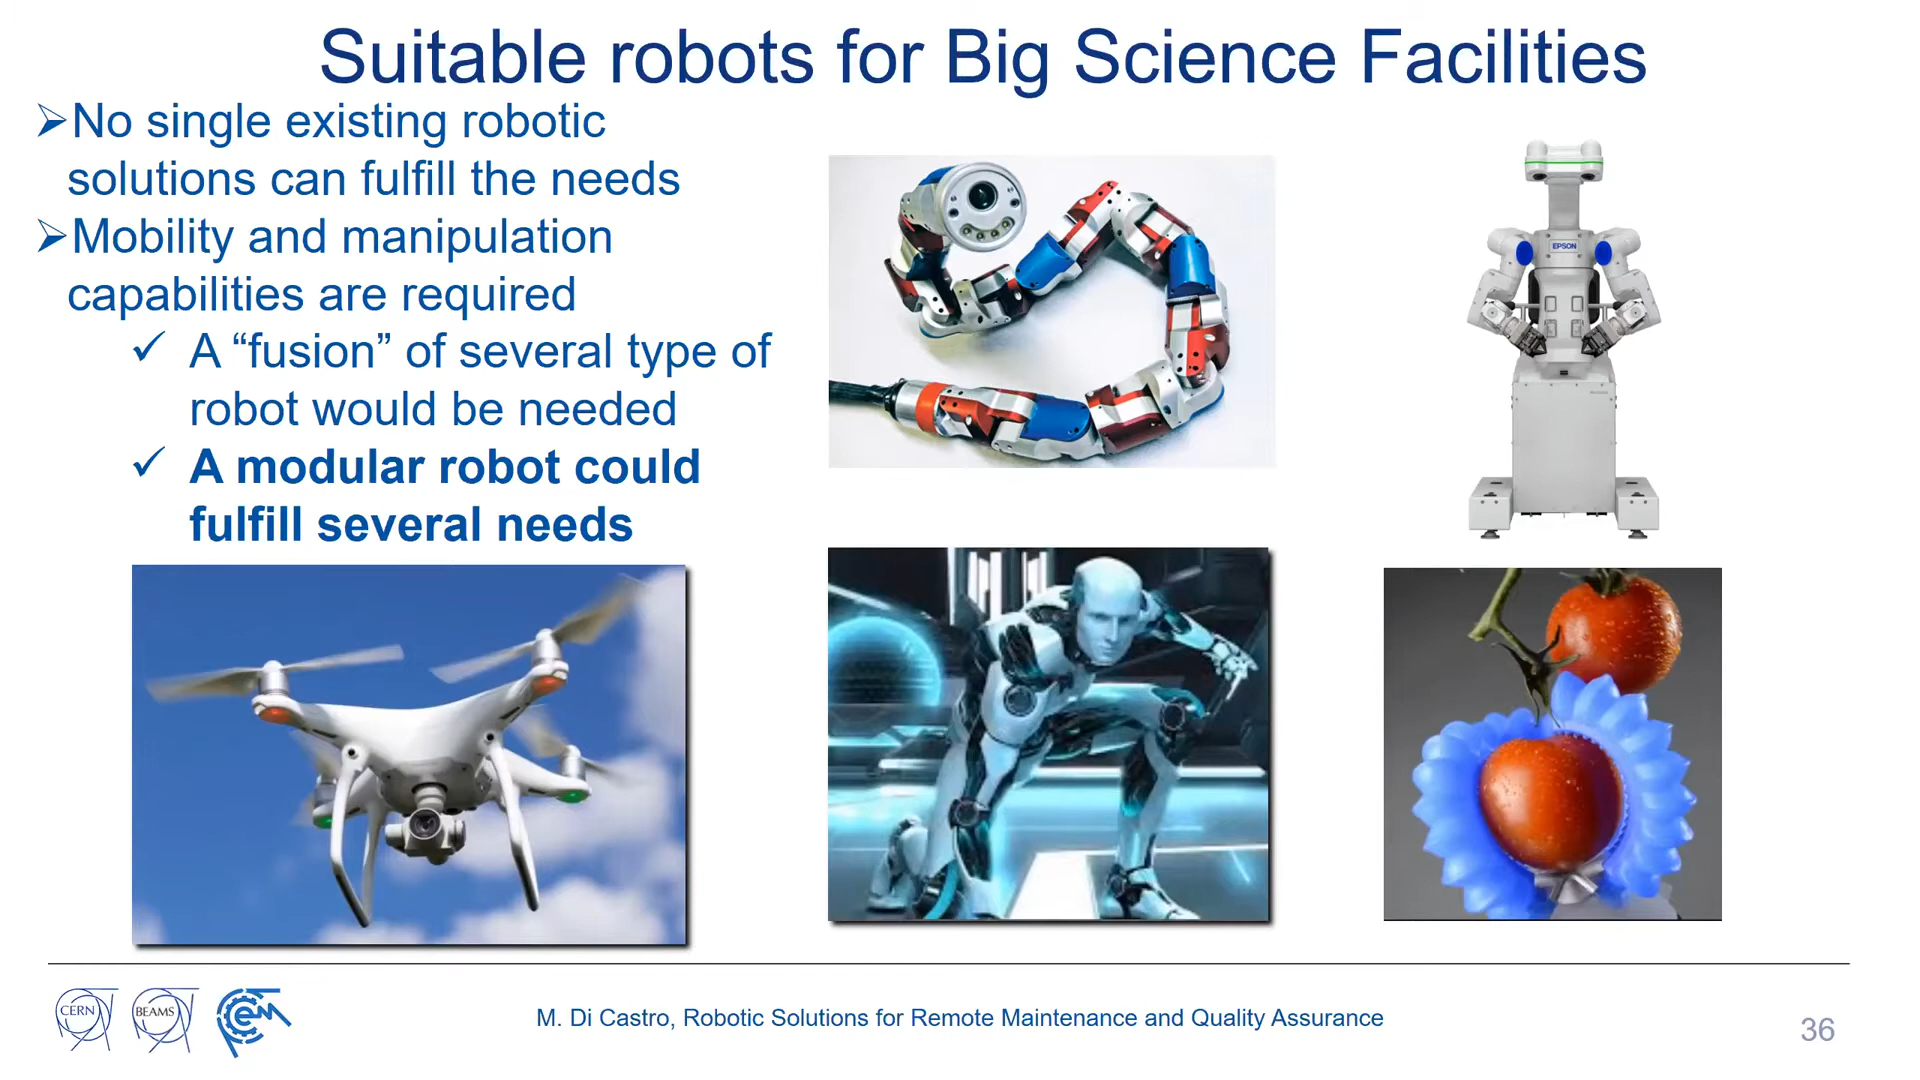 Suitable robots for Big Science Facilities
➢No single existing robotic
solutions can fulfill the needs
➢Mobility and manipulation
capabilities are required
✓ A “fusion” of several type of
robot would be needed
✓ A modular robot could
fulfill several needs
EPSON
CERN
BEAMS
M. Di Castro, Robotic Solutions for Remote Maintenance and Quality Assurance
36